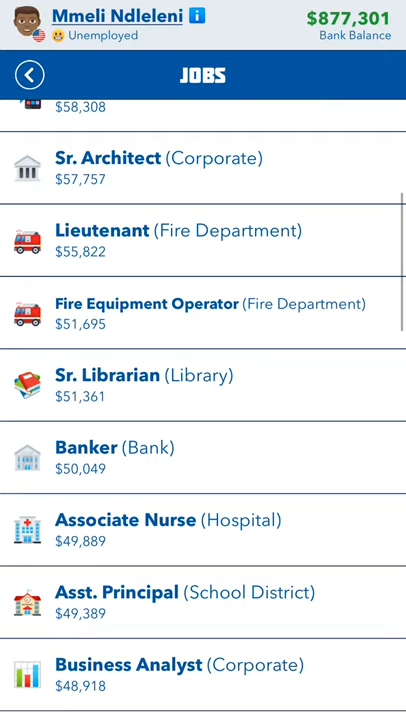 Mmeli Ndleleni
$877,301
Unemployed
Bank Balance
JOBS
$58,308
Sr. Architect (Corporate)
$57,757
Lieutenant (Fire Department)
$55,822
Fire Equipment Operator (Fire Department)
$51,695
Sr. Librarian (Library)
$51,361
Banker (Bank)
$50,049
Associate Nurse (Hospital)
$49,889
Asst. Principal (School District)
$49,389
Business Analyst (Corporate)
$48,918